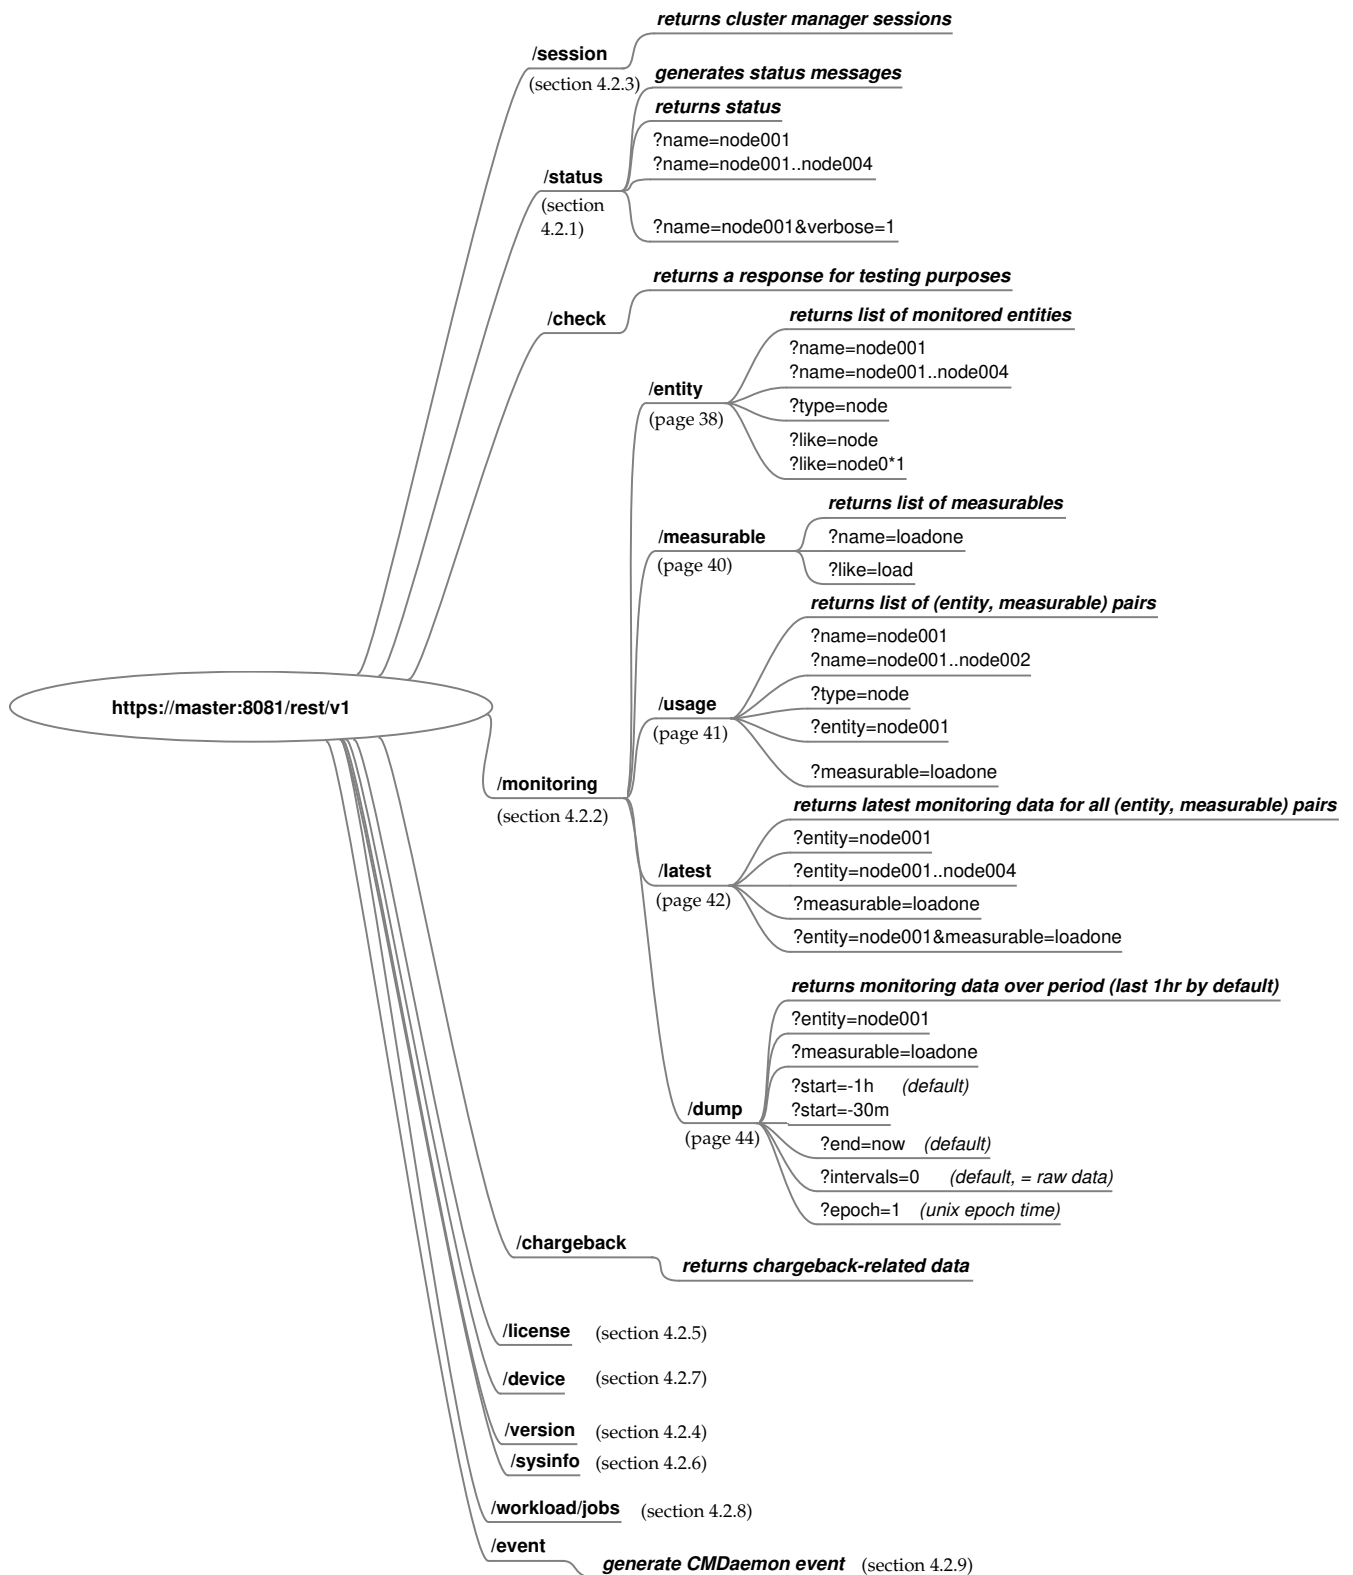 returns cluster manager sessions
/session
(section 4.2.3)
generates status messages
returns status
?name=node001
?name=node001..node004
/status
(section
4.2.1)
?name=node001&verbose=1
returns a response for testing purposes
/check
returns list of monitored entities
?name=node001
?name=node001..node004
/entity
(page 38)
?type=node
?like=node
?like=node0*1
returns list of measurables
/measurable
(page 40)
?name=loadone
?like=load
returns list of (entity, measurable) pairs
?name=node001
?name=node001..node002
/usage
(page 41)
?type=node
?entity=node001
?measurable=loadone
https://master:8081/rest/v1
/monitoring
(section 4.2.2)
returns latest monitoring data for all (entity, measurable) pairs
?entity=node001
/latest
(page 42)
?entity=node001..node004
?measurable=loadone
?entity=node001&measurable=loadone
returns monitoring data over period (last 1hr by default)
?entity=node001
?measurable=loadone
?start=-1h (default)
?start=-30m
/dump
(page 44)
?end=now (default)
?intervals=0 (default, = raw data)
?epoch=1 (unix epoch time)
/chargeback
returns chargeback-related data
/license (section 4.2.5)
/device (section 4.2.7)
/version (section 4.2.4)
/sysinfo (section 4.2.6)
/workload/jobs (section 4.2.8)
/event
generate CMDaemon event (section 4.2.9)